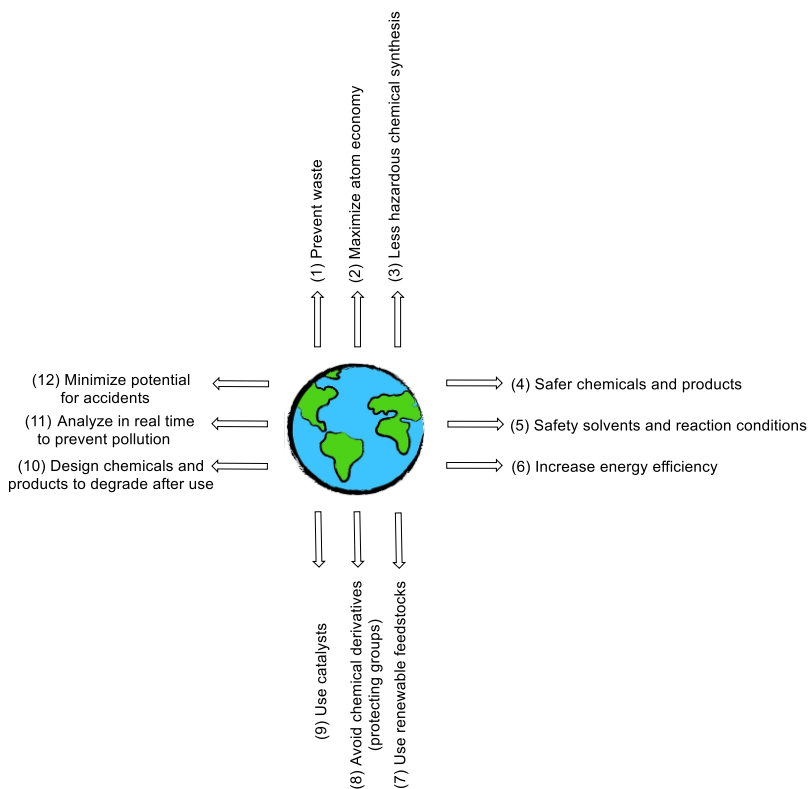 (1) Prevent waste
(2) Maximize atom economy
(3) Less hazardous chemical synthesis
(4) Safer chemicals and products
(5) Safety solvents and reaction conditions
(6) Increase energy efficiency
(7) Use renewable feedstocks
(8) Avoid chemical derivatives
(protecting groups)
(9) Use catalysts
(10) Design chemicals and
products to degrade after use
(11) Analyze in real time
to prevent pollution
(12) Minimize potential
for accidents